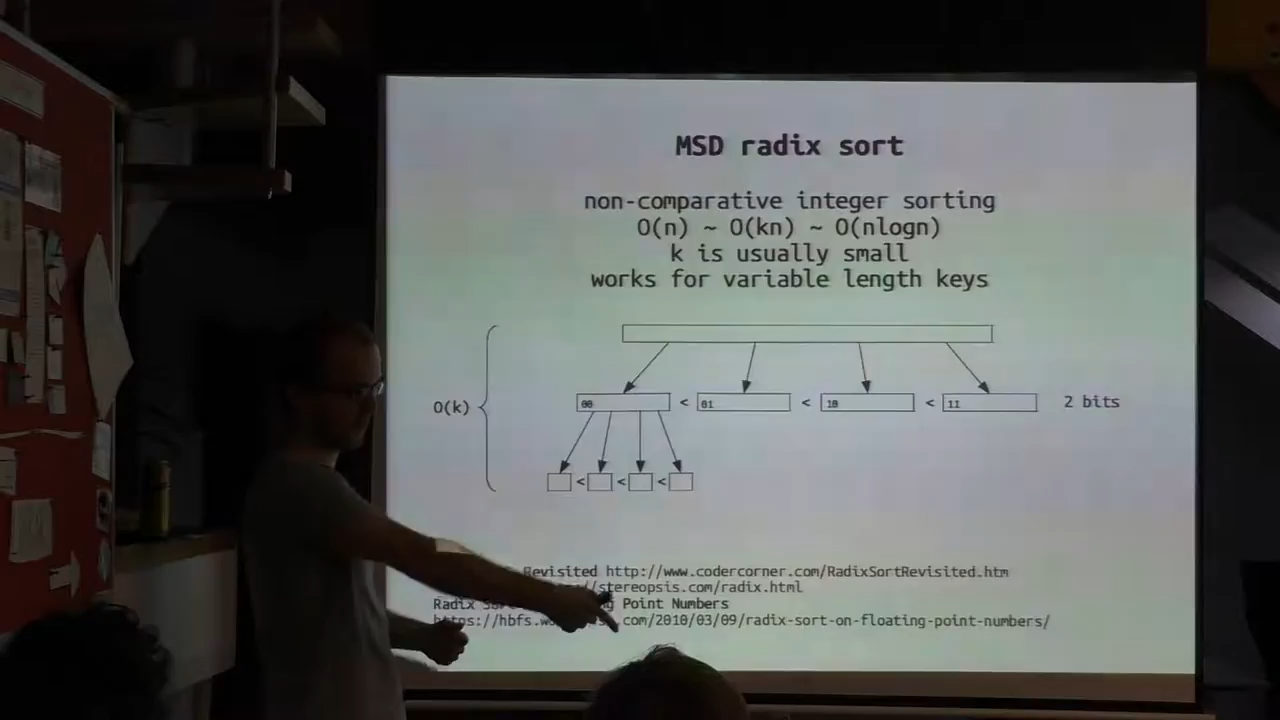 MSD radix sort
non-comparative integer sorting
O(n) ~ O(kn) ~ O(nlogn)
k is usually small
works for variable length keys
O(k)
00 < 01 < 10 < 11 2 bits
< < <
Revisited http://www.codercorner.com/RadixSortRevisited.htm
stereopsis.com/radix.html
Radix Point Numbers
https://hbfs. .com/2010/03/09/radix-sort-on-floating-point-numbers/